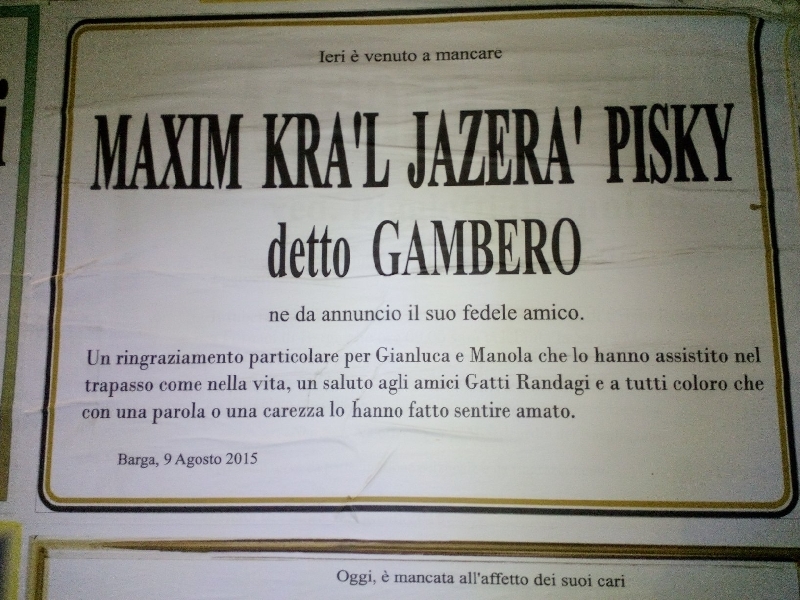 Ieri è venuto a mancare
MAXIM KRA'L JAZERA' PISKY
detto GAMBERO
ne da annuncio il suo fedele amico.
Un ringraziamento particolare per Gianluca e Manola che lo hanno assistito nel
trapasso come nella vita, un saluto agli amici Gatti Randagi e a tutti coloro che
con una parola o una carezza lo hanno fatto sentire amato.
Barga, 9 Agosto 2015
Oggi, è mancata all'affetto dei suoi cari